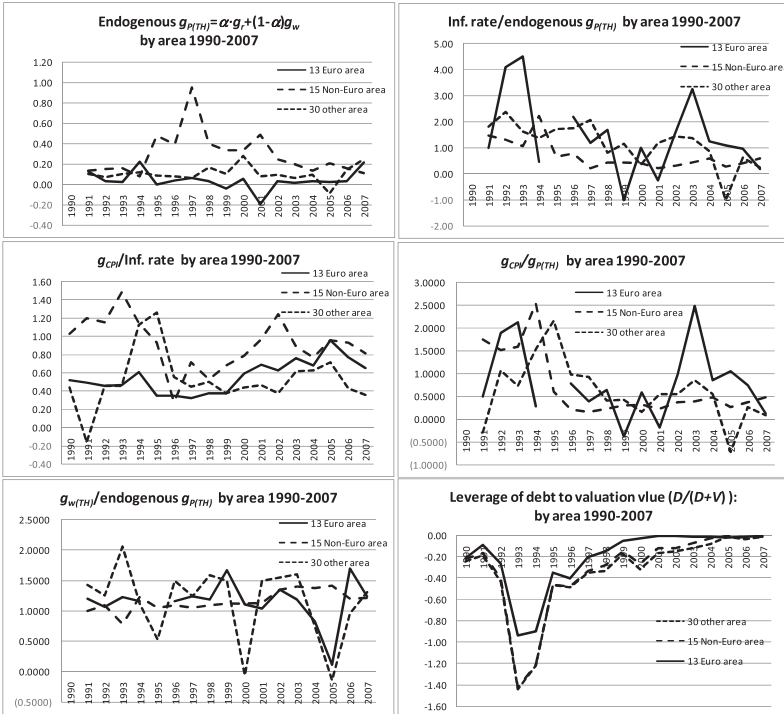 Endogenous g_P(TH)=α·g_r+(1-α)g_w
by area 1990-2007
1.20
1.00
0.80
0.60
0.40
0.20
0.00
-0.20
-0.40
13 Euro area
15 Non-Euro area
30 other area
1990 1991 1992 1993 1994 1995 1996 1997 1998 1999 2000 2001 2002 2003 2004 2005 2006 2007
Inf. rate/endogenous g_P(TH) by area 1990-2007
5.00
4.00
3.00
2.00
1.00
0.00
-1.00
-2.00
13 Euro area
15 Non-Euro are
30 other area
1990 1991 1992 1993 1994 1995 1996 1997 1998 1999 2000 2001 2002 2003 2004 2005 2006 2007
g_CPI/Inf. rate by area 1990-2007
1.60
1.40
1.20
1.00
0.80
0.60
0.40
0.20
0.00
-0.20
-0.40
13 Euro area
15 Non-Euro area
30 other area
1990 1991 1992 1993 1994 1995 1996 1997 1998 1999 2000 2001 2002 2003 2004 2005 2006 2007
g_CPI/g_P(TH) by area 1990-2007
3.0000
2.5000
2.0000
1.5000
1.0000
0.5000
0.0000
(0.5000)
(1.0000)
13 Euro area
15 Non-Euro area
30 other area
1990 1991 1992 1993 1994 1995 1996 1997 1998 1999 2000 2001 2002 2003 2004 2005 2006 2007
g_w(TH)/endogenous g_P(TH) by area 1990-2007
2.5000
2.0000
1.5000
1.0000
0.5000
0.0000
(0.5000)
13 Euro area
15 Non-Euro area
30 other area
1990 1991 1992 1993 1994 1995 1996 1997 1998 1999 2000 2001 2002 2003 2004 2005 2006 2007
Leverage of debt to valuation vlue (D/(D+V) ):
by area 1990-2007
0.00
-0.20
-0.40
-0.60
-0.80
-1.00
-1.20
-1.40
-1.60
1990 1991 1992 1993 1994 1995 1996 1997 1998 1999 2000 2001 2002 2003 2004 2005 2006 2007
30 other area
15 Non-Euro area
13 Euro area